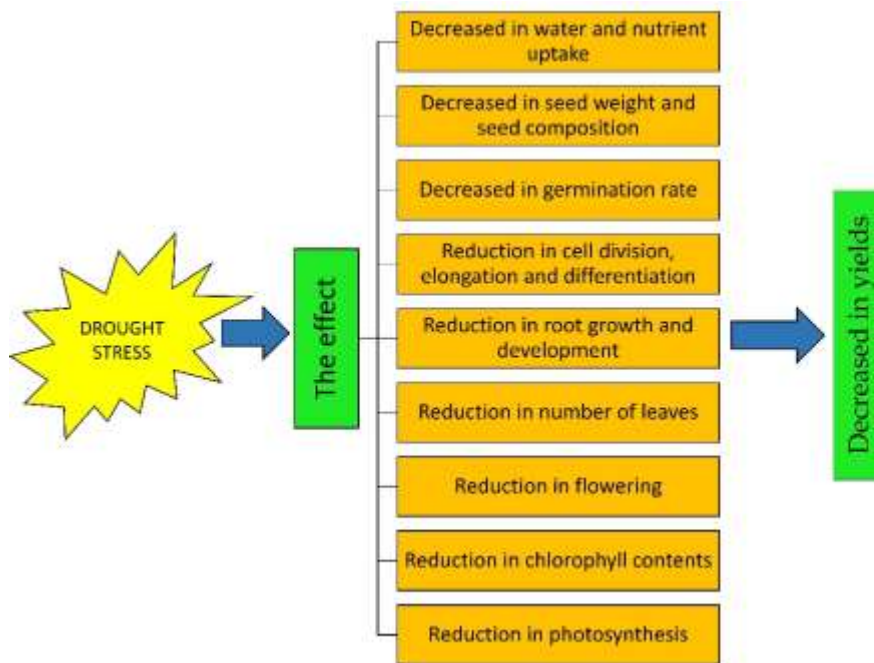 DROUGHT
STRESS
The effect
Decreased in water and nutrient
uptake
Decreased in seed weight and
seed composition
Decreased in germination rate
Reduction in cell division,
elongation and differentiation
Reduction in root growth and
development
Reduction in number of leaves
Reduction in flowering
Reduction in chlorophyll contents
Reduction in photosynthesis
Decreased in yields